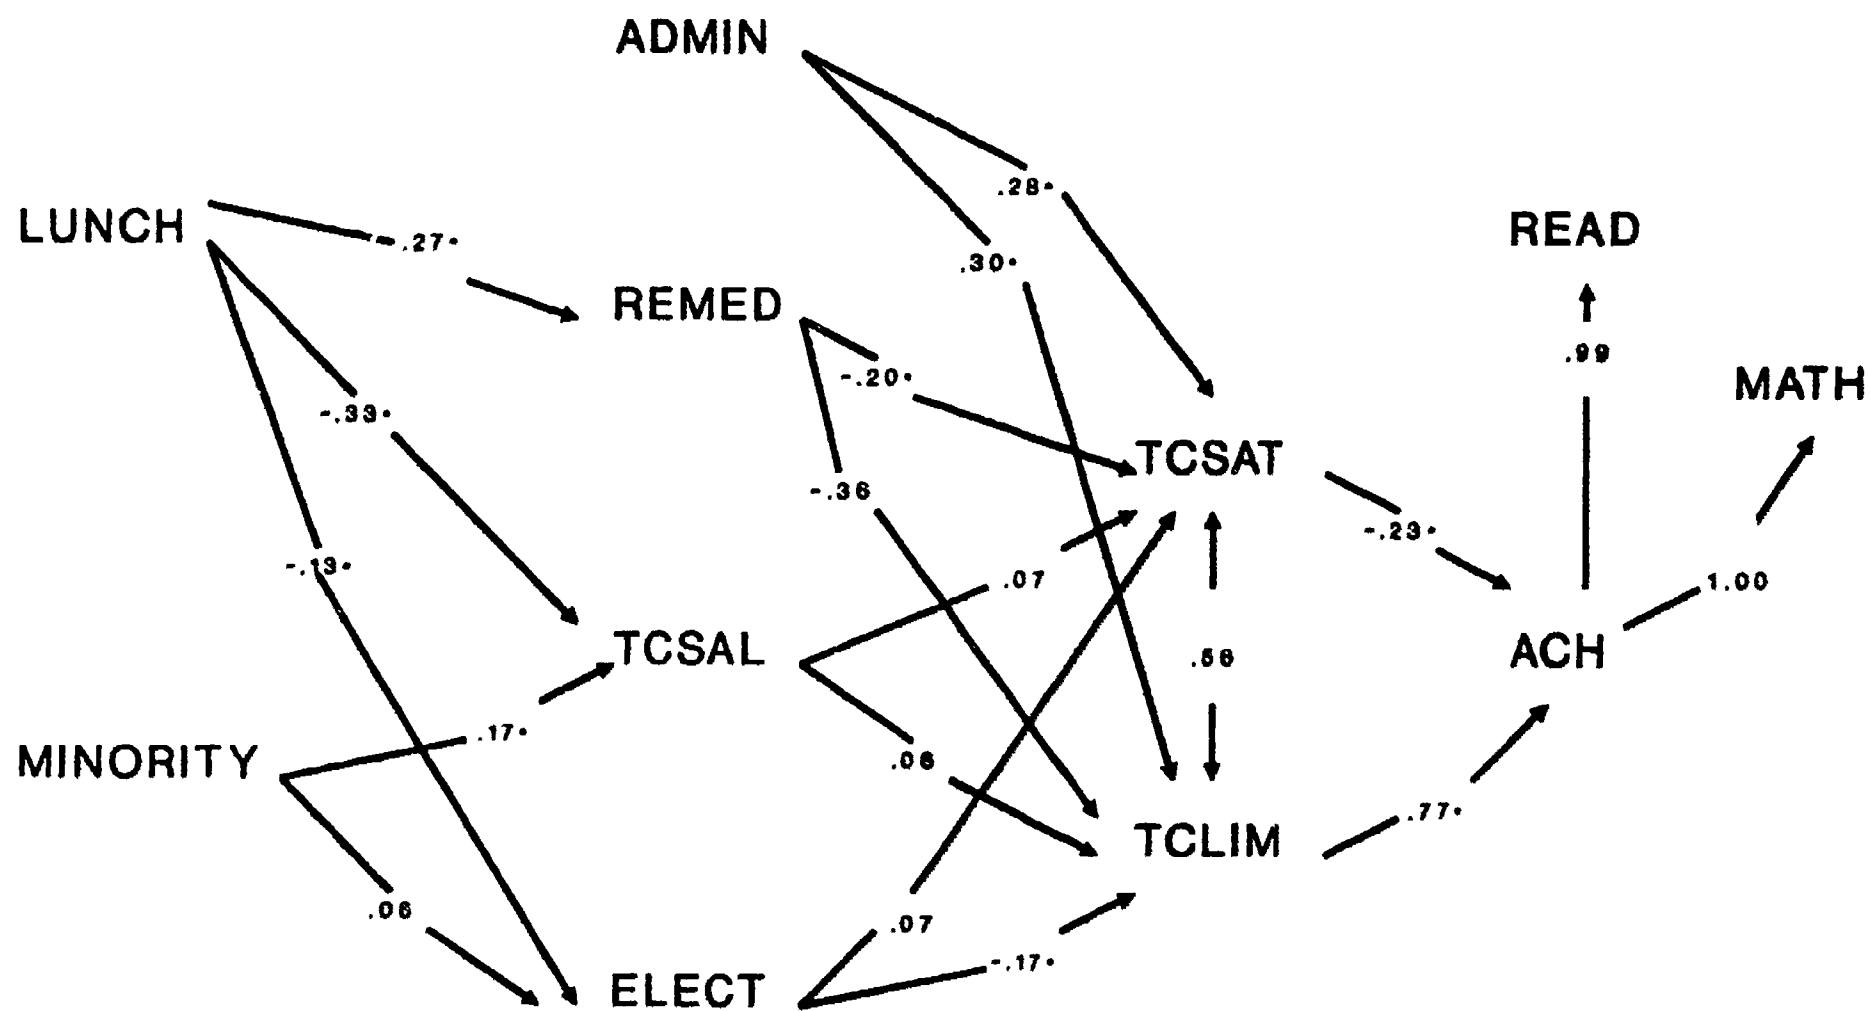 ADMIN
.28*
LUNCH
.27*
.30*
READ
REMED
.99
-.20*
MATH
-.33*
TCSAT
-.36
-.23*
-.13*
.07
1.00
TCSAL
.56
ACH
.17*
MINORITY
.06
.77*
TCLIM
.06
.07
-.17*
ELECT